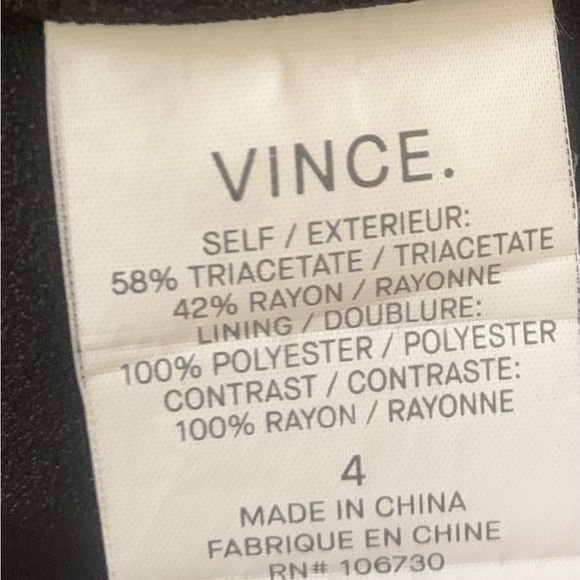 VINCE.
SELF / EXTERIEUR:
58% TRIACETATE / TRIACETATE
42% RAYON / RAYONNE
LINING / DOUBLURE:
100% POLYESTER / POLYESTER
CONTRAST / CONTRASTE:
100% RAYON / RAYONNE
4
MADE IN CHINA
FABRIQUE EN CHINE
RN# 106730